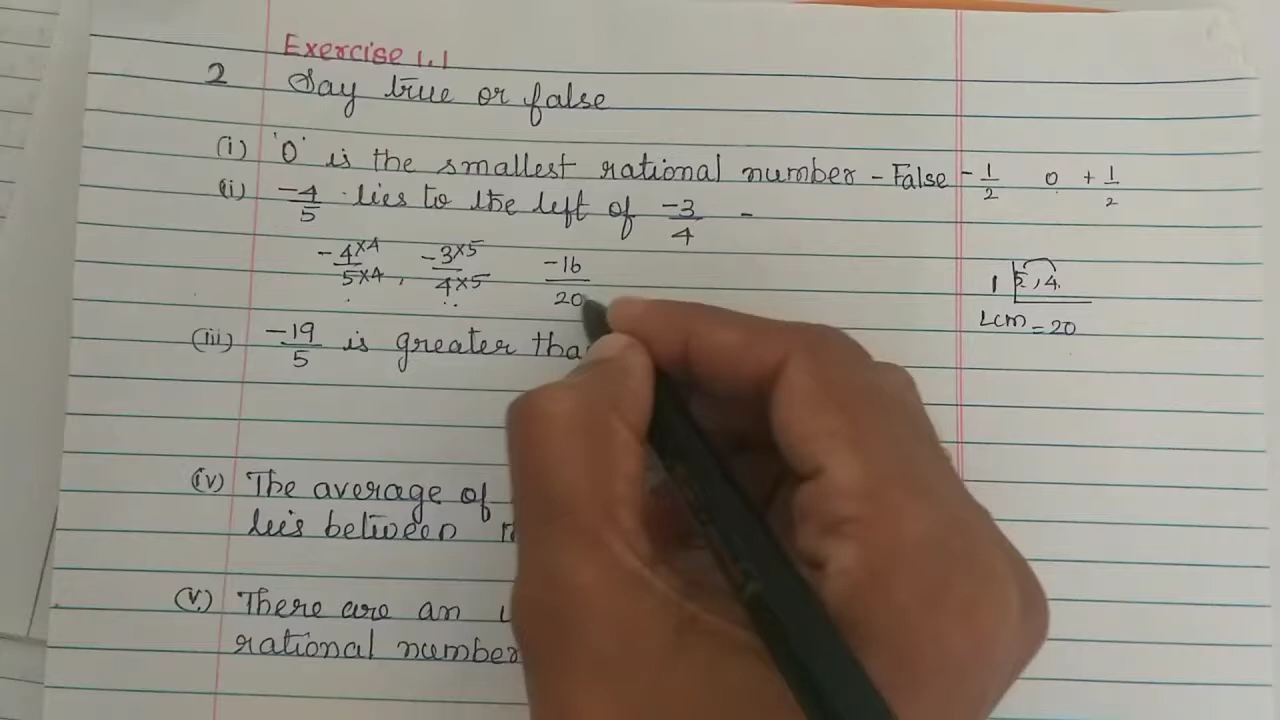 Exercise 1.1
2 Say true or false
(i) '0' is the smallest rational number - False -1/2 0 +1/2
(ii) -4/5 lies to the left of -3/4 -
-4×4/5×4, -3×5/4×5 -16/20
1 5,4
LCM = 20
(iii) -19/5 is greater
(iv) The average of
lies between
(v.) There are an
rational number